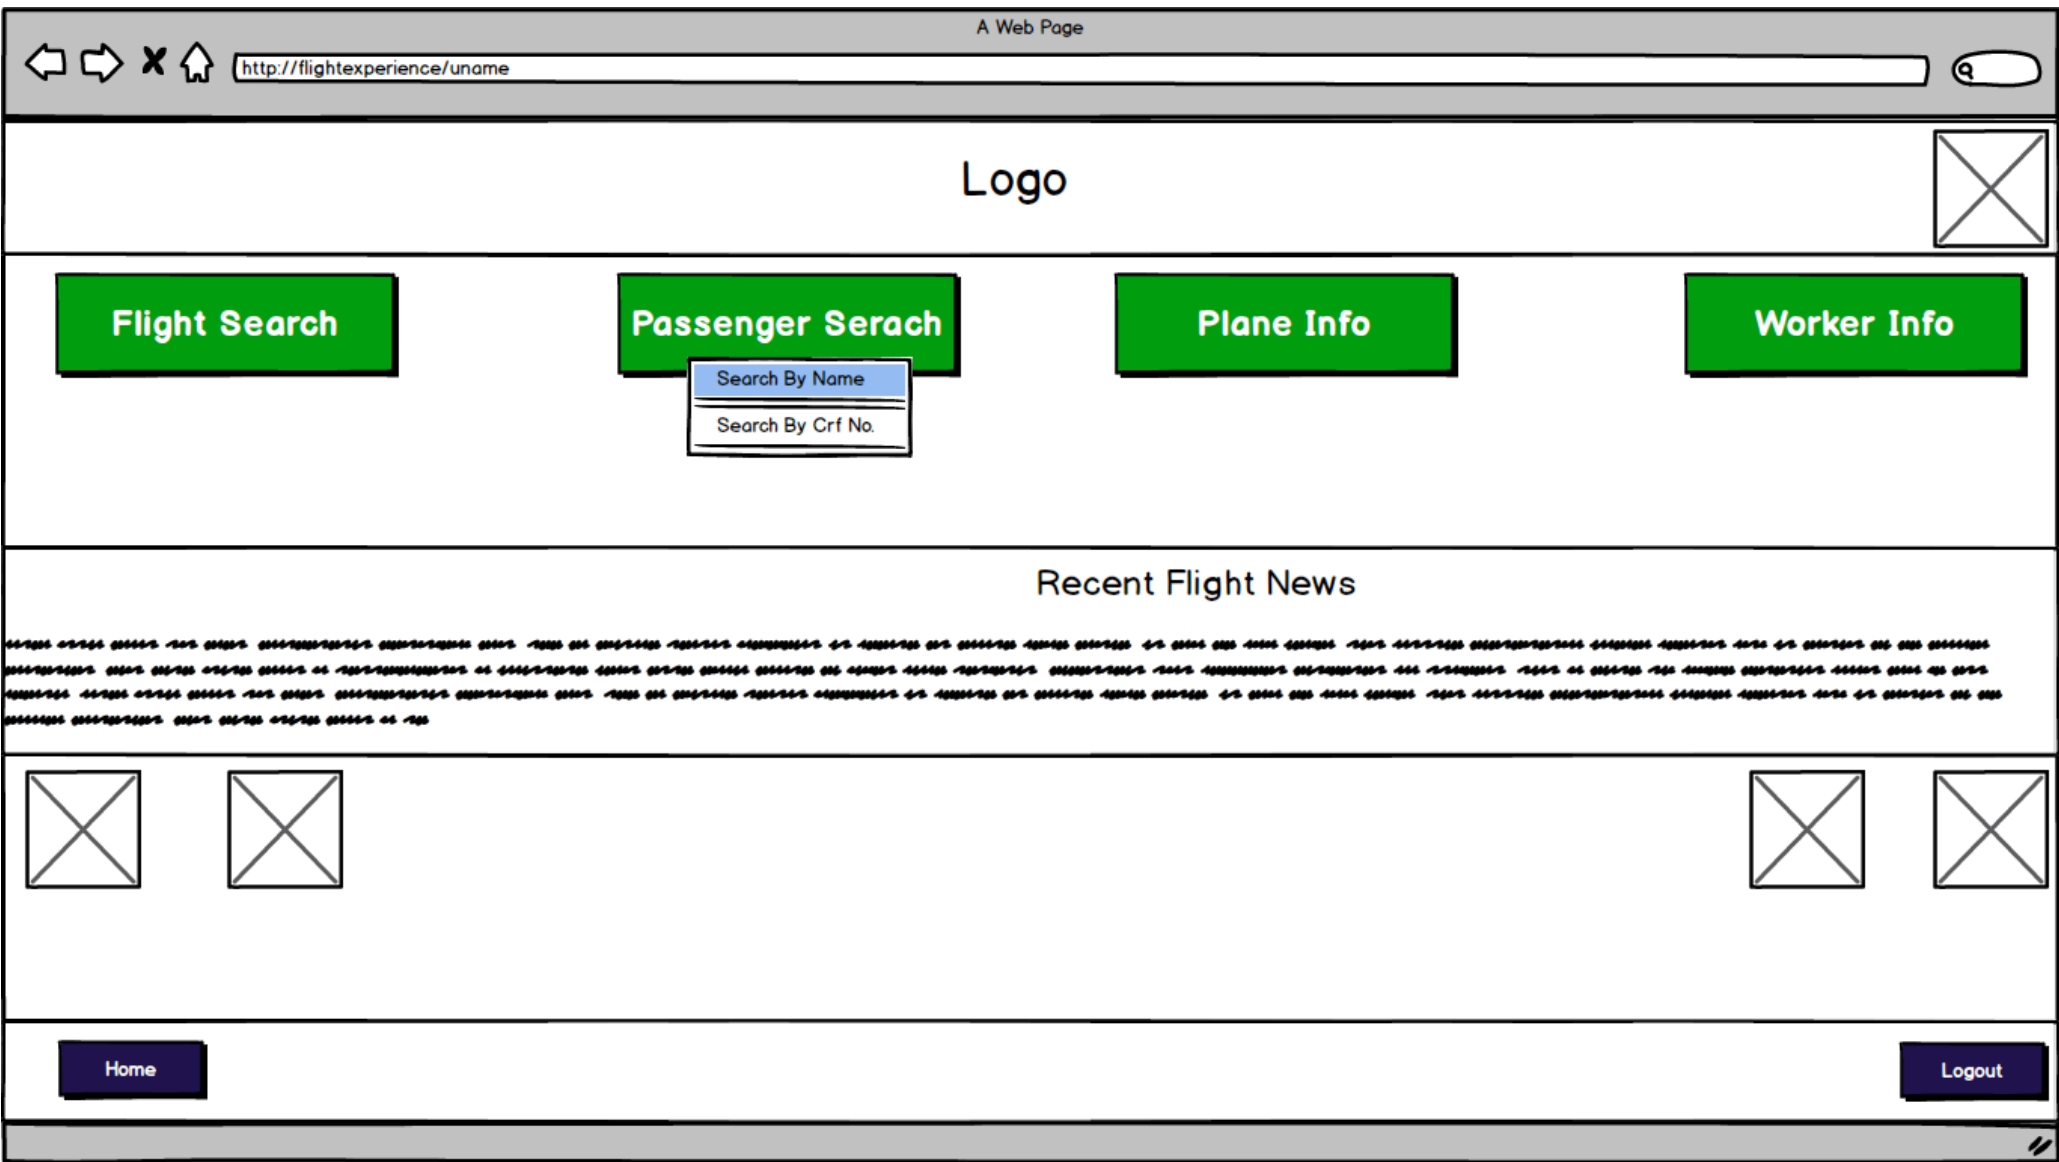 A Web Page
http://flightexperience/uname
Logo
Flight Search
Passenger Serach
Plane Info
Worker Info
Search By Name
Search By Crf No.
Recent Flight News
Home
Logout